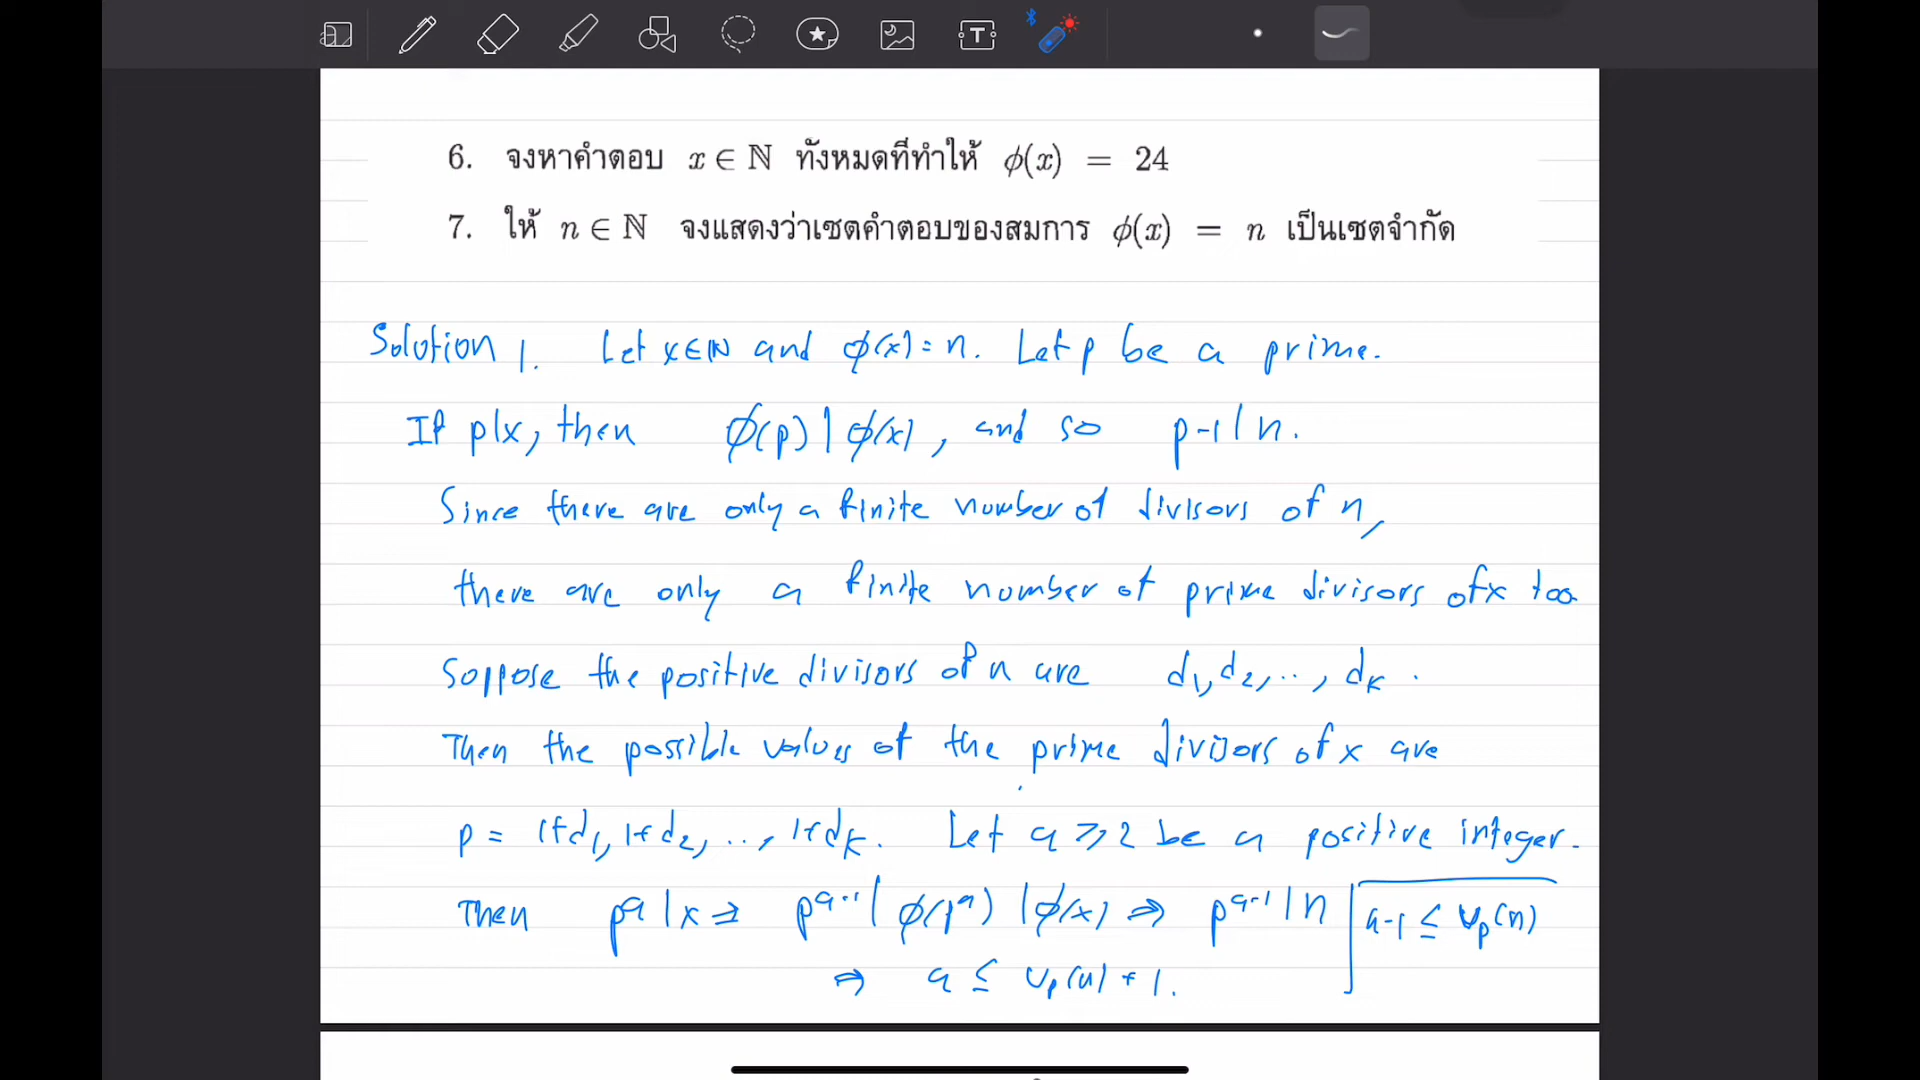 6. จงหาคำตอบ x ∈ ℕ ทั้งหมดที่ทำให้ ϕ(x) = 24
7. ให้ n ∈ ℕ จงแสดงว่าเซตคำตอบของสมการ ϕ(x) = n เป็นเซตจำกัด
Solution 1. Let x∈ℕ and ϕ(x)=n. Let p be a prime.
If p|x, then ϕ(p) | ϕ(x), and so p-1 | n.
Since there are only a finite number of divisors of n,
there are only a finite number of prime divisors of x too
Suppose the positive divisors of n are d₁, d₂, .., dₖ.
Then the possible values of the prime divisors of x are
p = 1+d₁, 1+d₂, .., 1+dₖ. Let a ⩾ 2 be a positive integer.
Then pᵃ | x ⇒ pᵃ⁻¹ | ϕ(pᵃ) | ϕ(x) ⇒ pᵃ⁻¹ | n a-1 ≤ vₚ(n)
⇒ a ≤ vₚ(n) + 1.